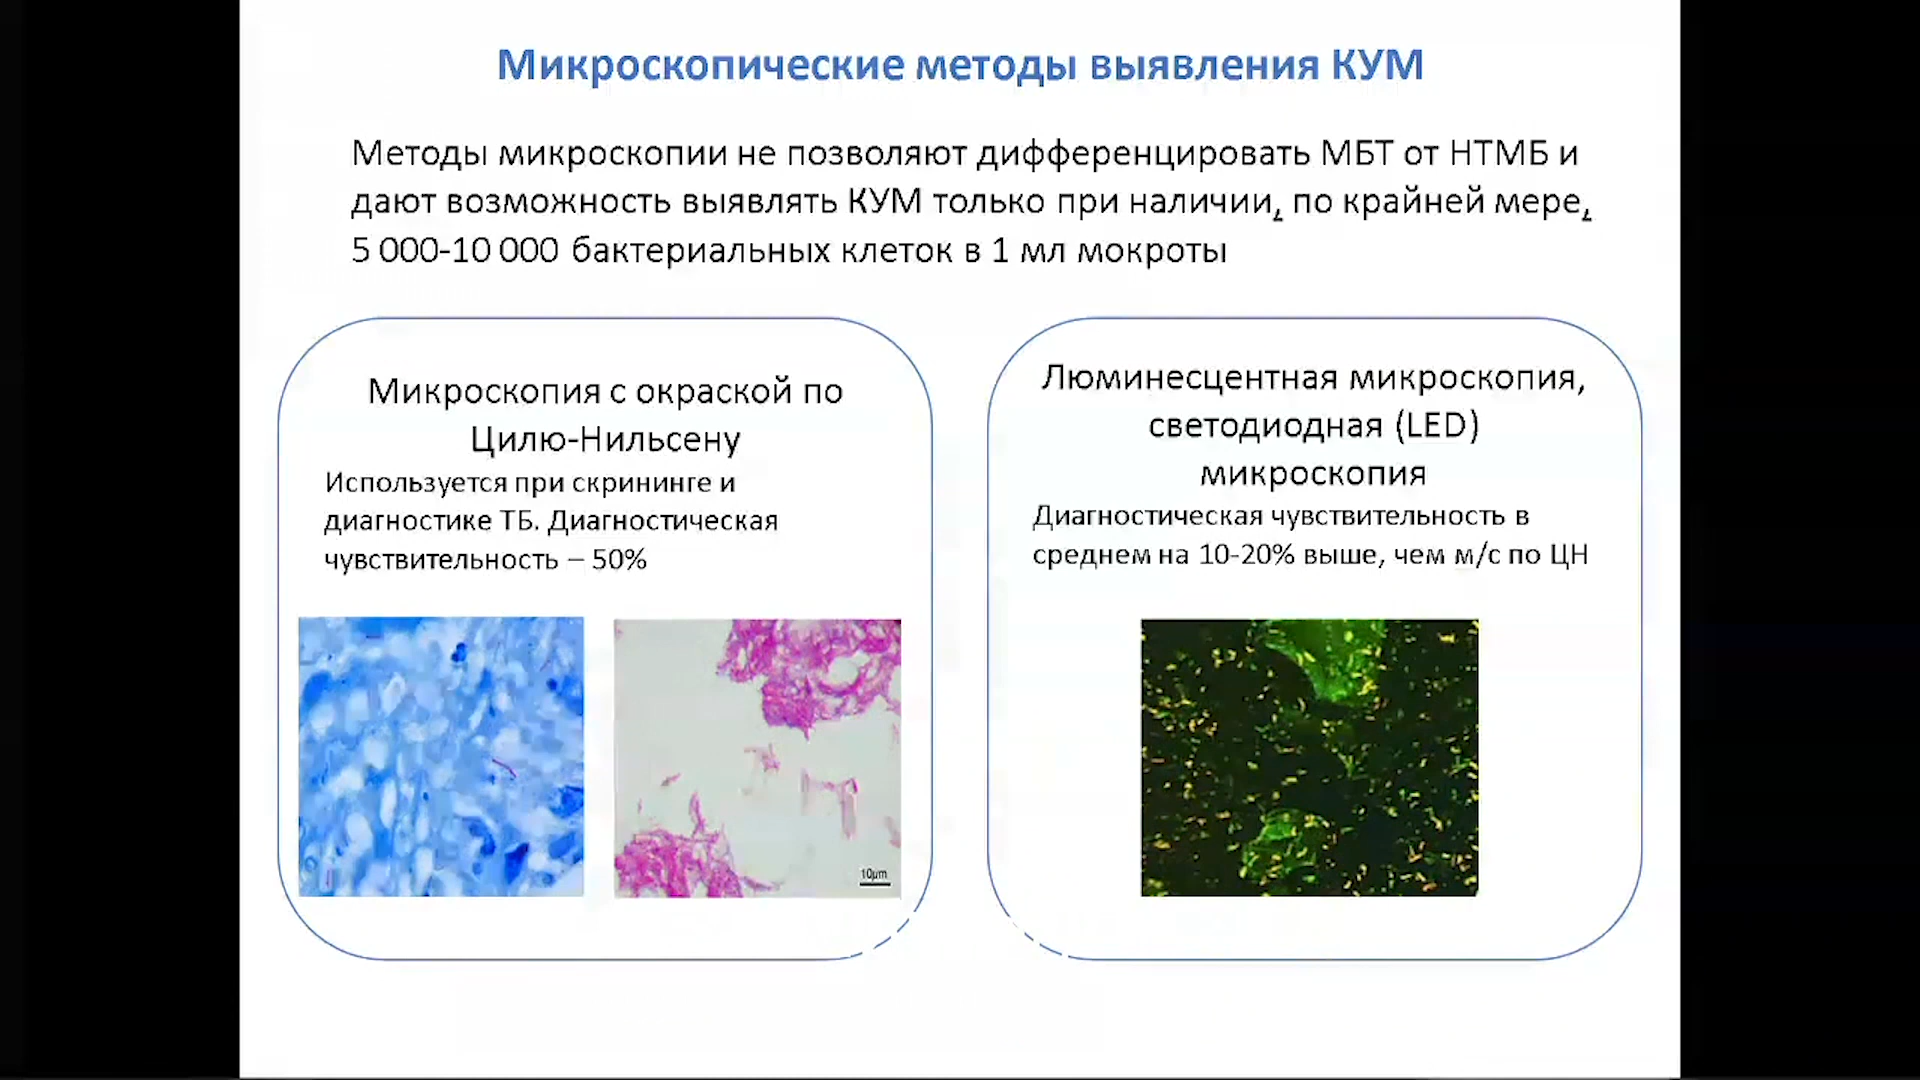 Микроскопические методы выявления КУМ
Методы микроскопии не позволяют дифференцировать МБТ от НТМБ и
дают возможность выявлять КУМ только при наличии, по крайней мере,
5 000-10 000 бактериальных клеток в 1 мл мокроты
Микроскопия с окраской по
Цилю-Нильсену
Используется при скрининге и
диагностике ТБ. Диагностическая
чувствительность – 50%
10μm
Люминесцентная микроскопия,
светодиодная (LED)
микроскопия
Диагностическая чувствительность в
среднем на 10-20% выше, чем м/с по ЦН